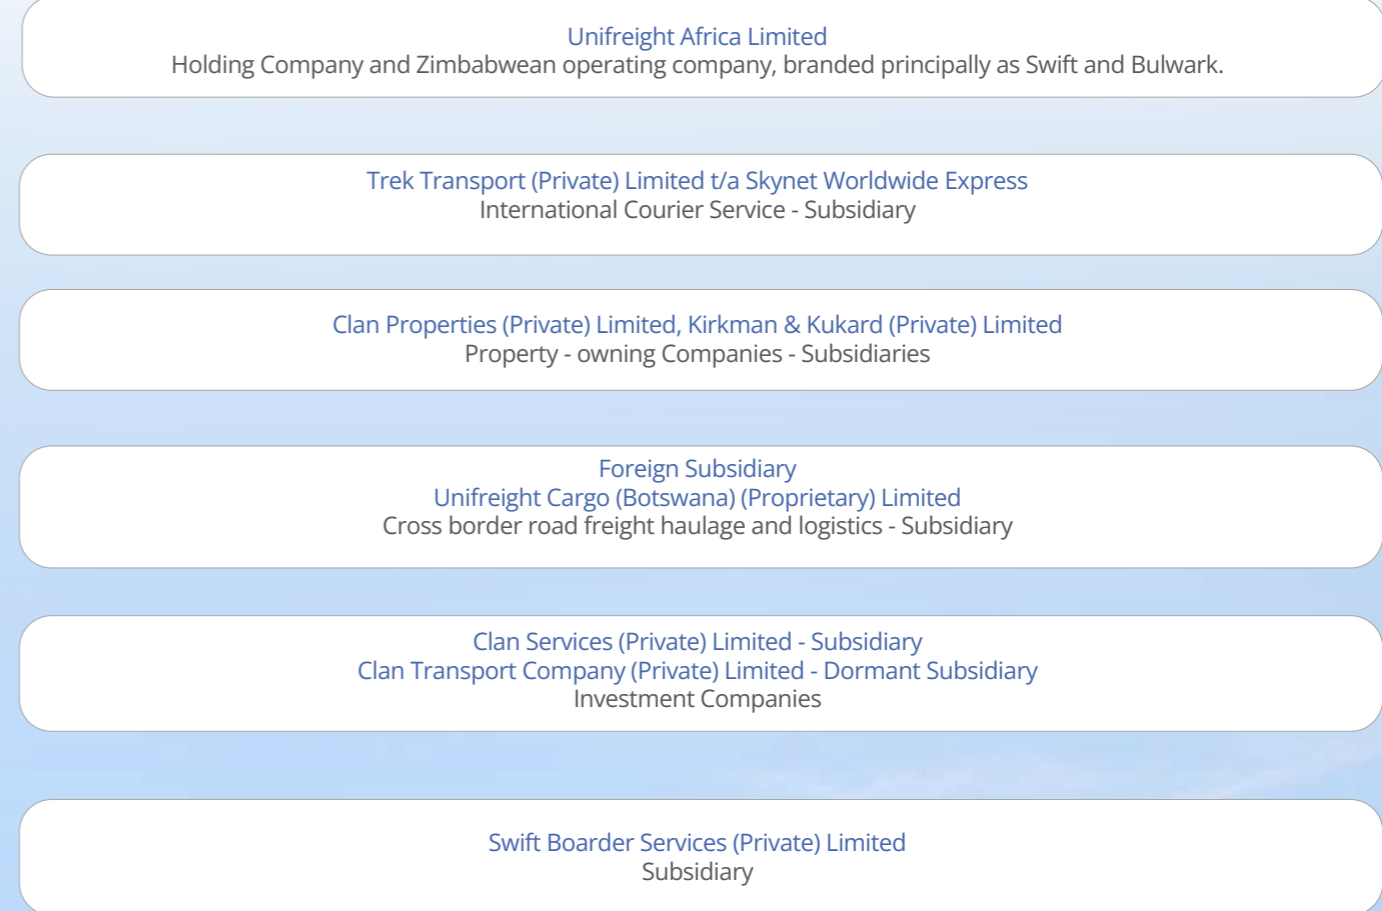 Unifreight Africa Limited
Holding Company and Zimbabwean operating company, branded principally as Swift and Bulwark.
Trek Transport (Private) Limited t/a Skynet Worldwide Express
International Courier Service - Subsidiary
Clan Properties (Private) Limited, Kirkman & Kukard (Private) Limited
Property - owning Companies - Subsidiaries
Foreign Subsidiary
Unifreight Cargo (Botswana) (Proprietary) Limited
Cross border road freight haulage and logistics - Subsidiary
Clan Services (Private) Limited - Subsidiary
Clan Transport Company (Private) Limited - Dormant Subsidiary
Investment Companies
Swift Boarder Services (Private) Limited
Subsidiary